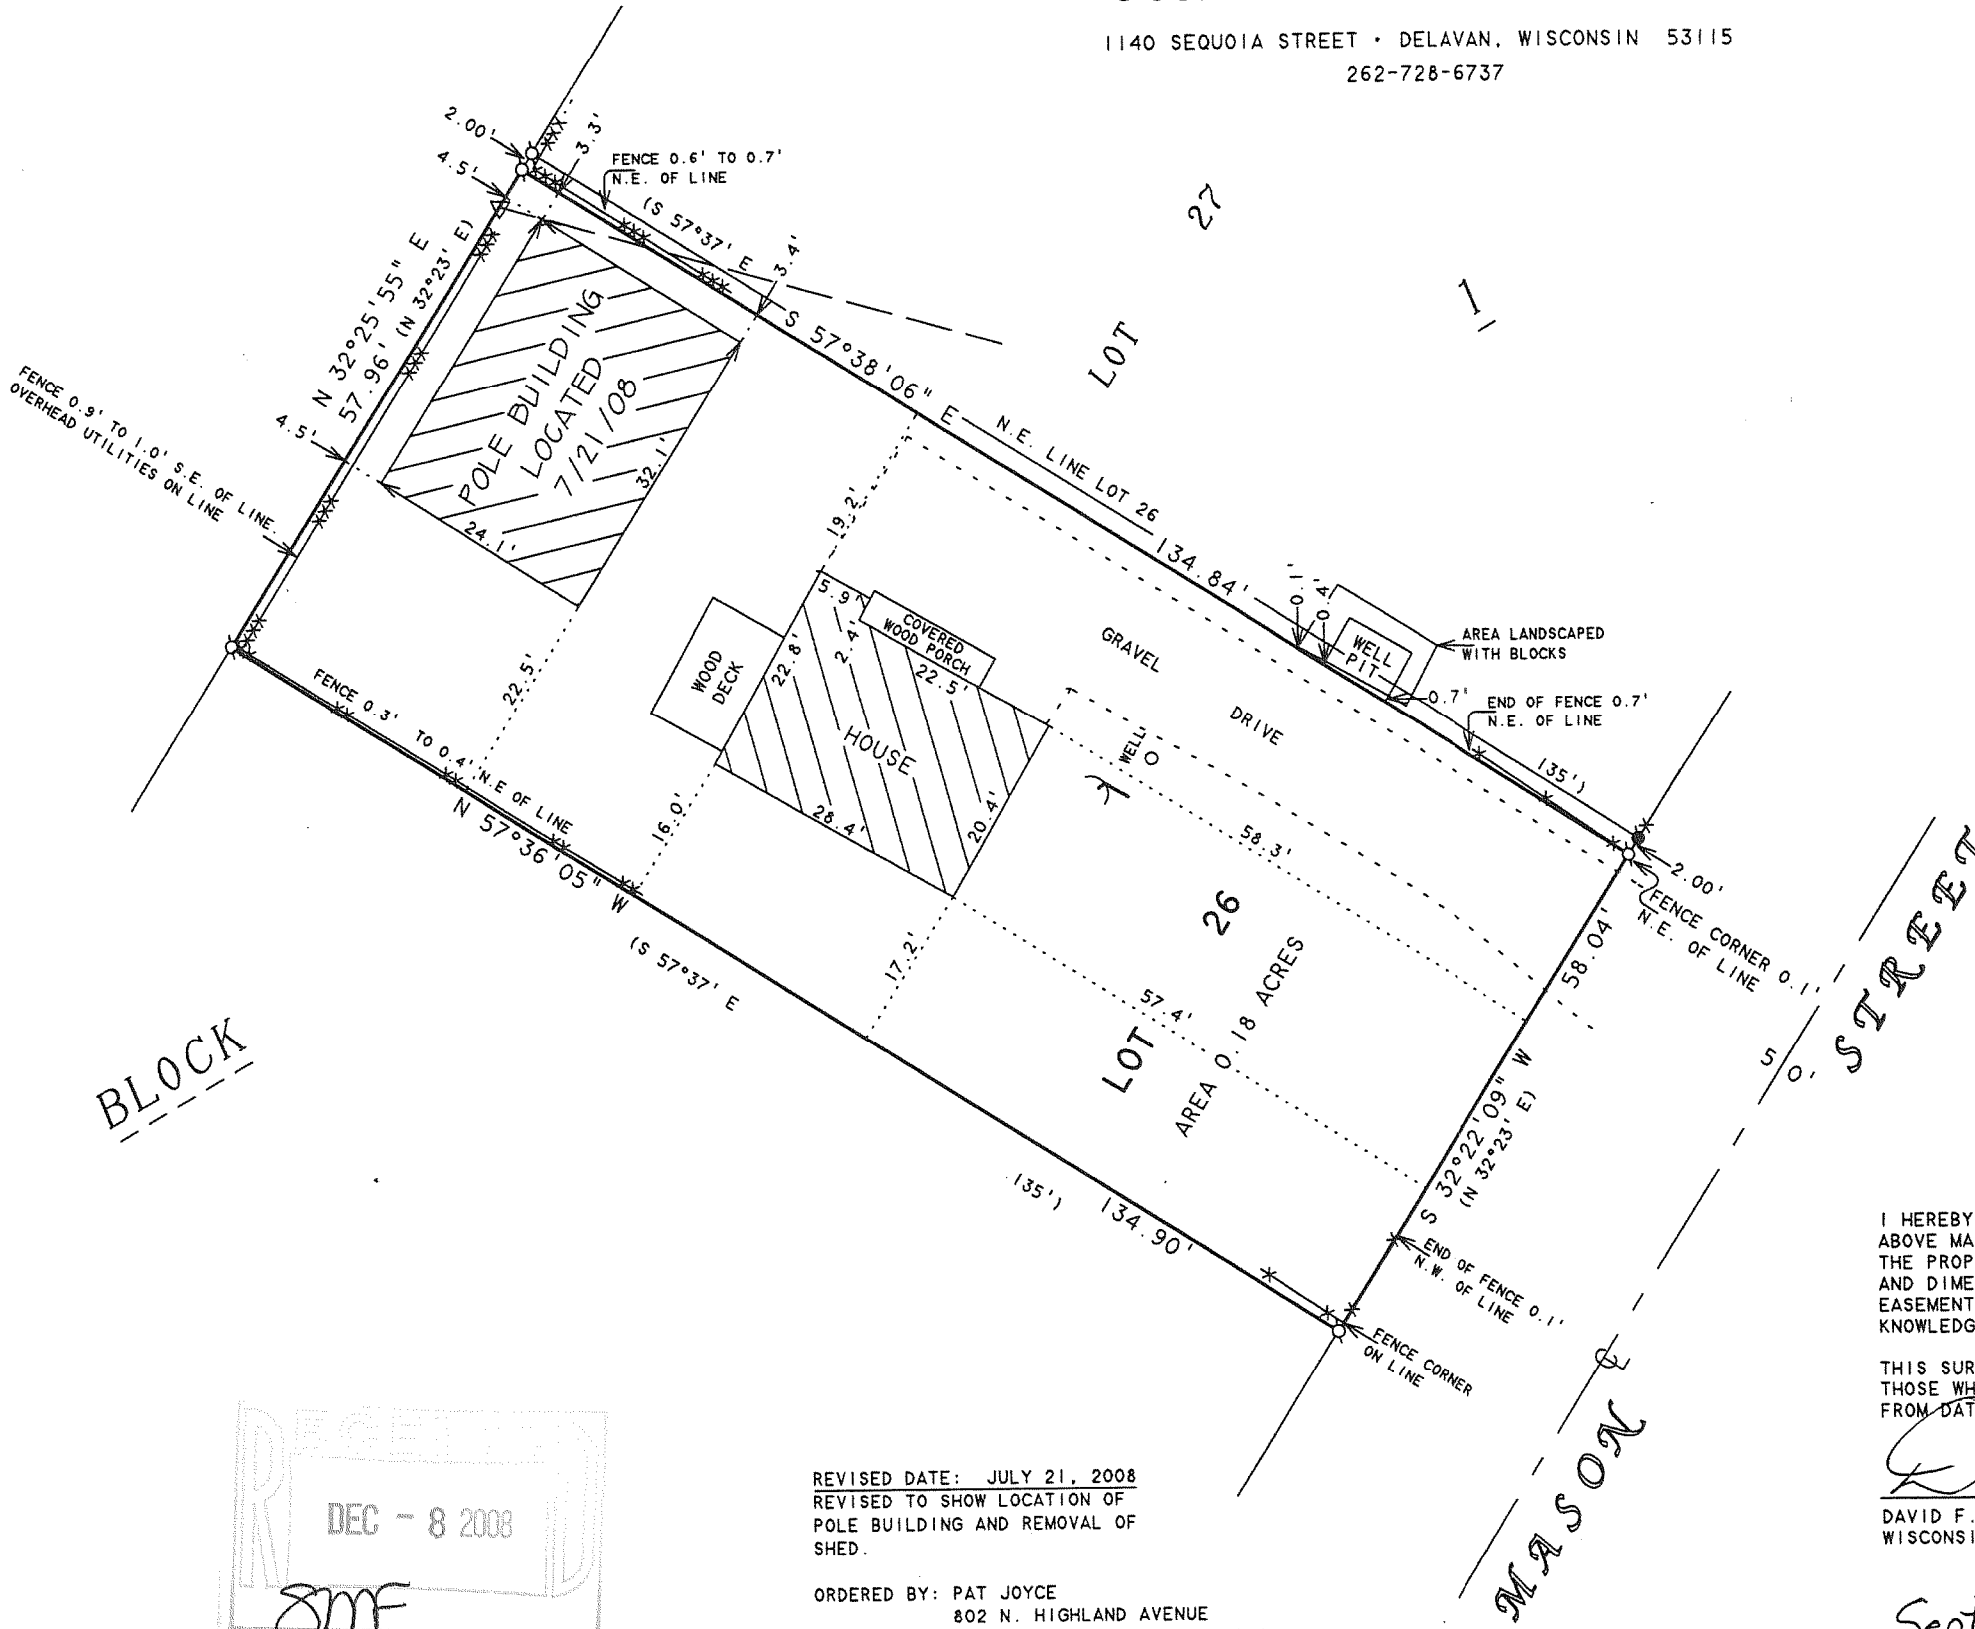 1140 SEQUOIA STREET • DELAVAN, WISCONSIN 53115
262-728-6737
2.00'
4.5'
3.3'
FENCE 0.6' TO 0.7'
N.E. OF LINE
(S 57°37' E
3.4'
27
LOT
1
N 32°25'55" E
57.96' (N 32°23' E)
4.5'
FENCE 0.9' TO 1.0' S.E. OF LINE
OVERHEAD UTILITIES ON LINE
POLE BUILDING
LOCATED
7/21/08
32.1'
24.1'
22.5'
S 57°38'06" E
N.E. LINE LOT 26
134.84'
19.2'
0.1'
0.4'
WELL
PIT
0.7'
AREA LANDSCAPED
WITH BLOCKS
END OF FENCE 0.7'
N.E. OF LINE
135')
5.9'
2.4'
COVERED
WOOD PORCH
22.5'
22.8'
WOOD
DECK
HOUSE
28.4'
20.4'
GRAVEL
DRIVE
WELL
58.3'
FENCE 0.3' TO 0.4' N.E OF LINE
N 57°36'05" W
(S 57°37' E
16.0'
17.2'
57.4'
LOT 26
AREA 0.18 ACRES
135')
134.90'
2.00'
FENCE CORNER 0.1'
N.E. OF LINE
58.04'
S 32°22'09" W
(N 32°23' E)
END OF FENCE 0.1'
N.W. OF LINE
FENCE CORNER
ON LINE
50'
MASON STREET
BLOCK
I HEREBY
ABOVE MA
THE PROP
AND DIME
EASEMENT
KNOWLEDG
THIS SUR
THOSE WH
FROM DAT
DAVID F.
WISCONSI
Sept
RECEIVED
DEC - 8 2008
SMF
REVISED DATE: JULY 21, 2008
REVISED TO SHOW LOCATION OF
POLE BUILDING AND REMOVAL OF
SHED.
ORDERED BY: PAT JOYCE
802 N. HIGHLAND AVENUE